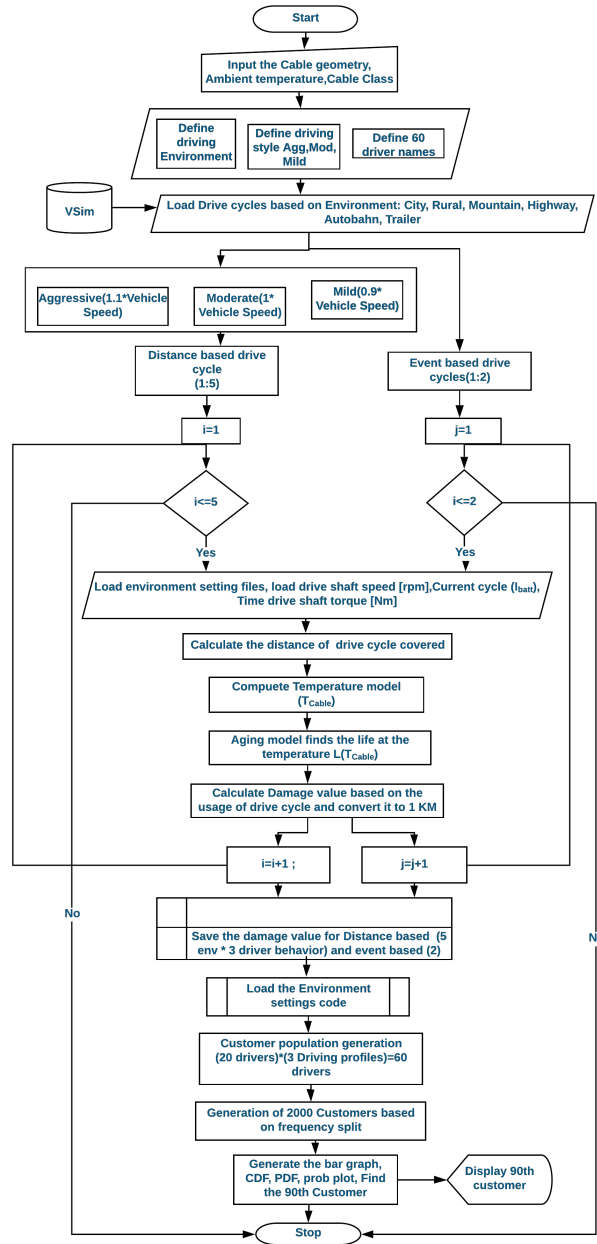 Start
Input the Cable geometry,
Ambient temperature,Cable Class
Define
driving
Environment
Define driving
style Agg,Mod,
Mild
Define 60
driver names
VSim
Load Drive cycles based on Environment: City, Rural, Mountain, Highway,
Autobahn, Trailer
Aggressive(1.1*Vehicle
Speed)
Moderate(1*
Vehicle Speed)
Mild(0.9*
Vehicle Speed)
Distance based drive
cycle
(1:5)
Event based drive
cycles(1:2)
i=1
j=1
i<=5
i<=2
Yes
Yes
Load environment setting files, load drive shaft speed [rpm],Current cycle (Ibatt),
Time drive shaft torque [Nm]
Calculate the distance of drive cycle covered
Compuete Temperature model
(TCable)
Aging model finds the life at the
temperature L(TCable)
Calculate Damage value based on the
usage of drive cycle and convert it to 1 KM
i=i+1 ;
j=j+1
No
N
Save the damage value for Distance based (5
env * 3 driver behavior) and event based (2)
Load the Environment
settings code
Customer population generation
(20 drivers)*(3 Driving profiles)=60
drivers
Generation of 2000 Customers based
on frequency split
Generate the bar graph,
CDF, PDF, prob plot, Find
the 90th Customer
Display 90th
customer
Stop